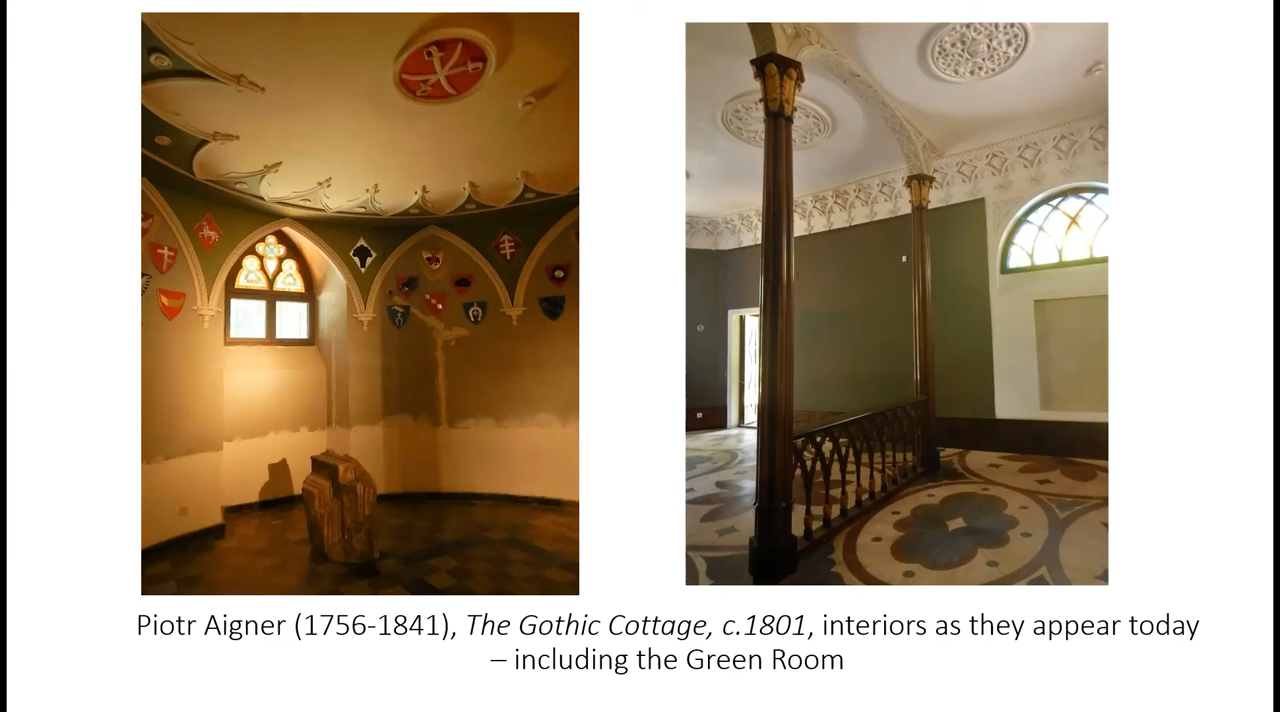 Piotr Aigner (1756-1841), The Gothic Cottage, c.1801, interiors as they appear today
– including the Green Room